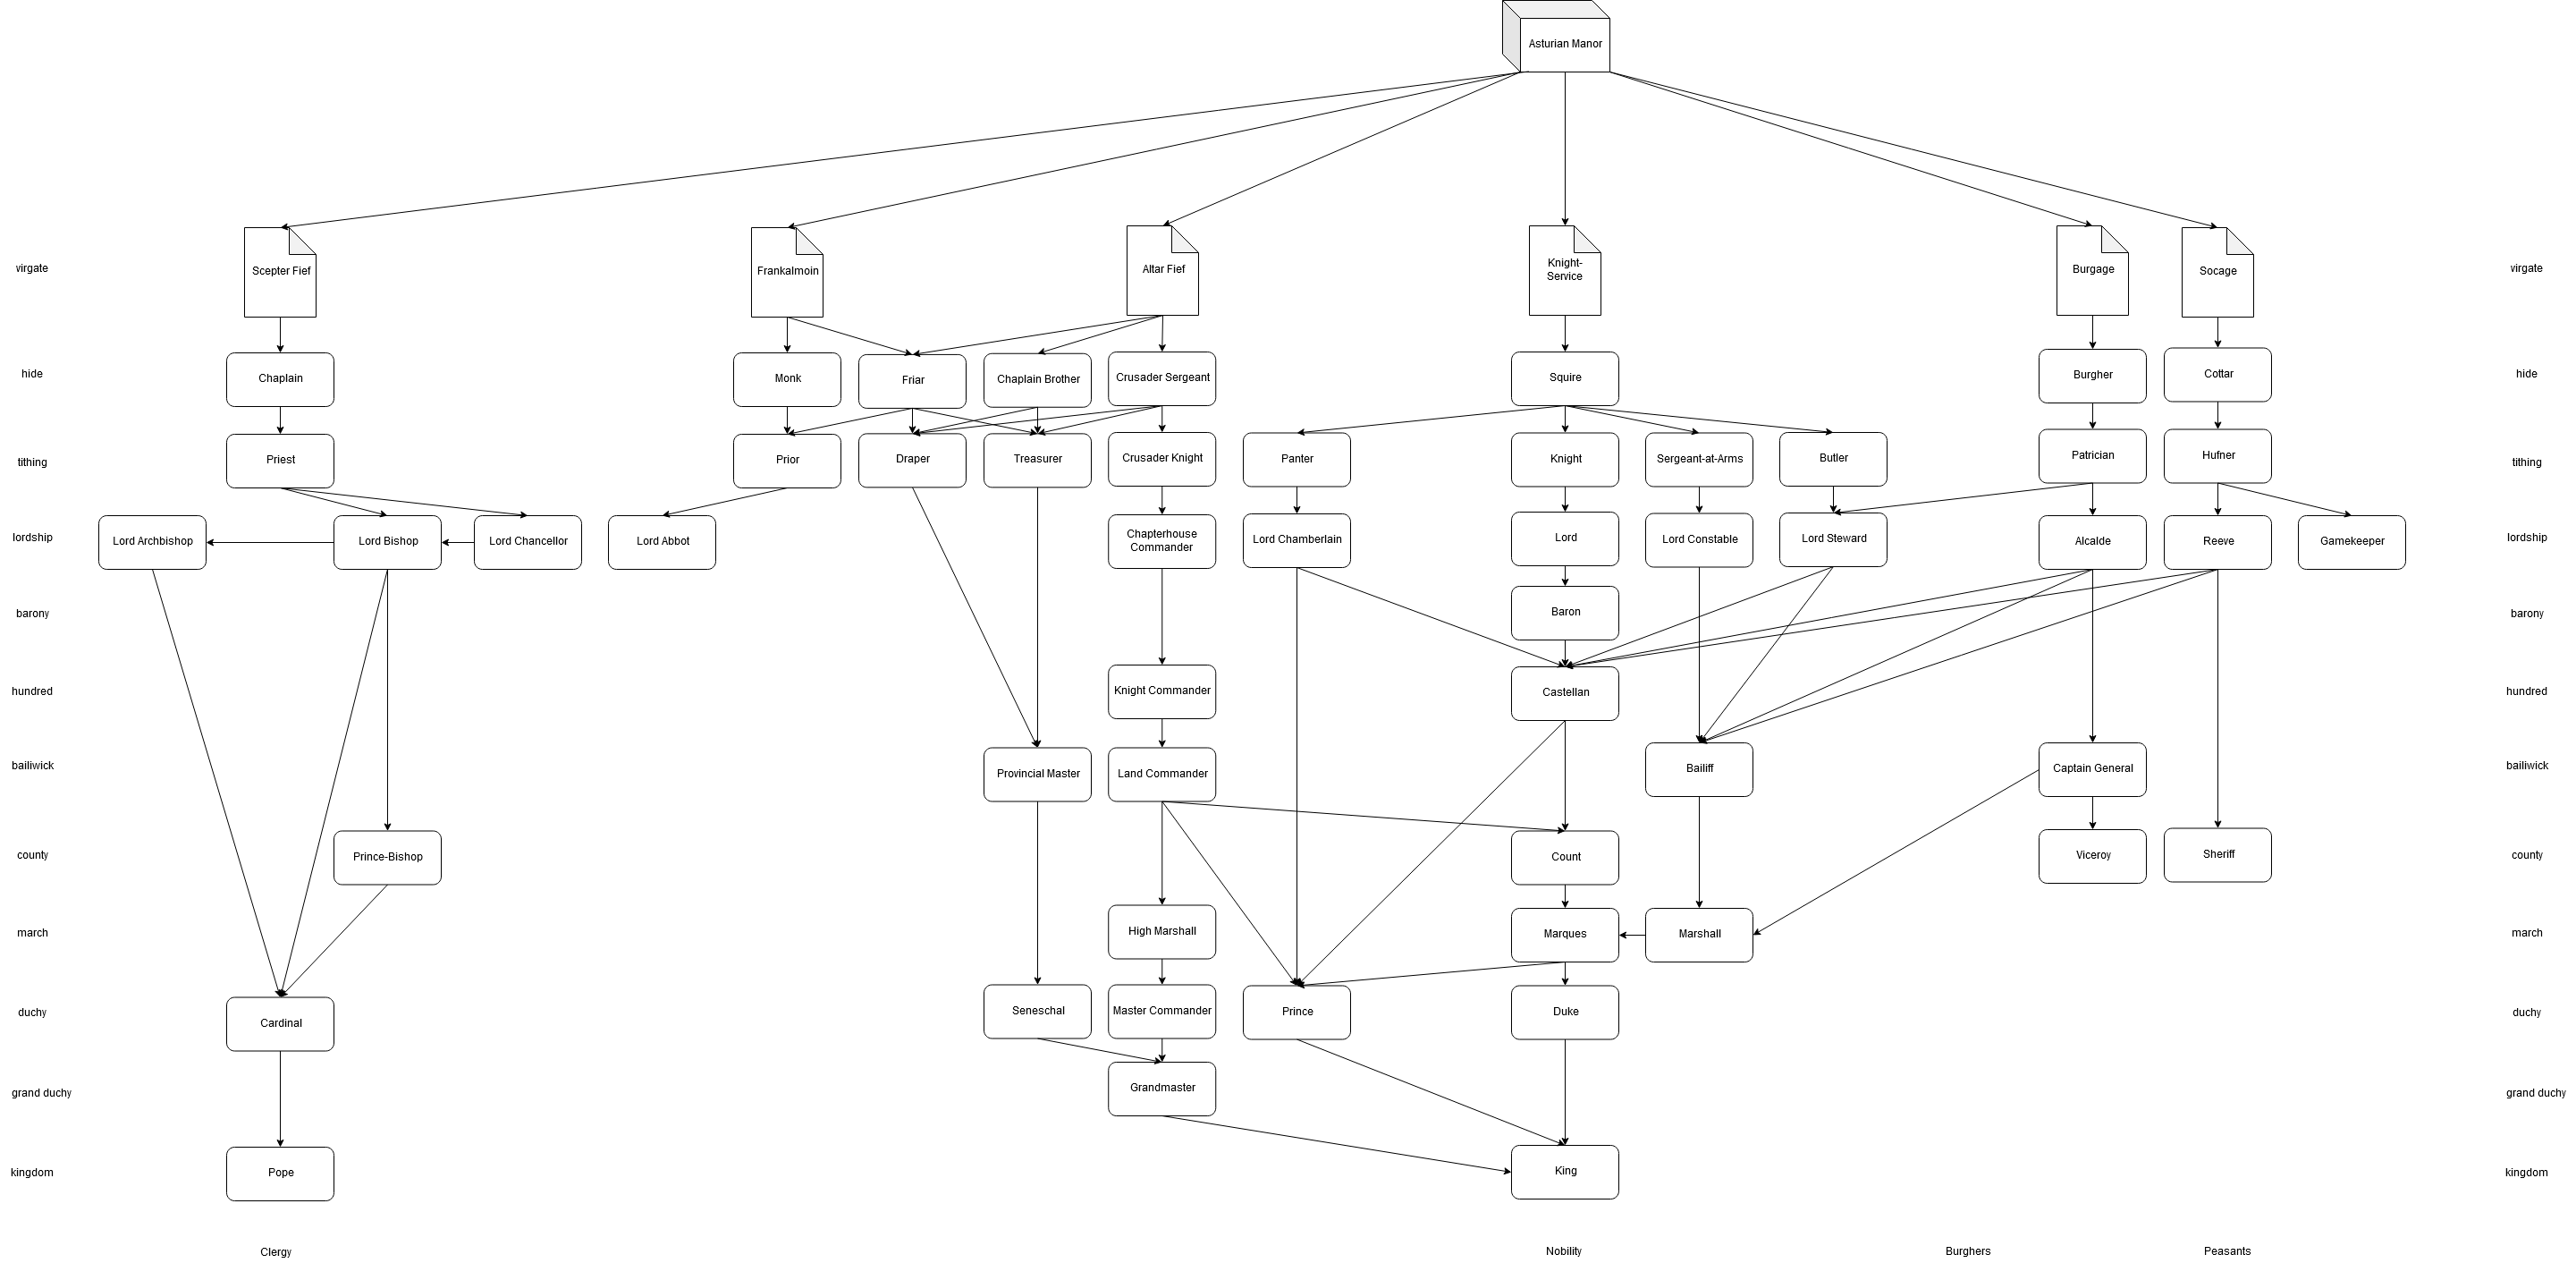 Asturian Manor
virgate
Scepter Fief
Frankalmoin
Altar Fief
Knight-
Service
Burgage
Socage
virgate
hide
Chaplain
Monk
Friar
Chaplain Brother
Crusader Sergeant
Squire
Burgher
Cottar
hide
tithing
Priest
Prior
Draper
Treasurer
Crusader Knight
Panter
Knight
Sergeant-at-Arms
Butler
Patrician
Hufner
tithing
lordship
Lord Archbishop
Lord Bishop
Lord Chancellor
Lord Abbot
Chapterhouse
Commander
Lord Chamberlain
Lord
Lord Constable
Lord Steward
Alcalde
Reeve
Gamekeeper
lordship
barony
Baron
barony
hundred
Knight Commander
Castellan
hundred
bailiwick
Provincial Master
Land Commander
Bailiff
Captain General
bailiwick
county
Prince-Bishop
Count
Viceroy
Sheriff
county
march
High Marshall
Marques
Marshall
march
duchy
Cardinal
Seneschal
Master Commander
Prince
Duke
duchy
grand duchy
Grandmaster
grand duchy
kingdom
Pope
King
kingdom
Clergy
Nobility
Burghers
Peasants